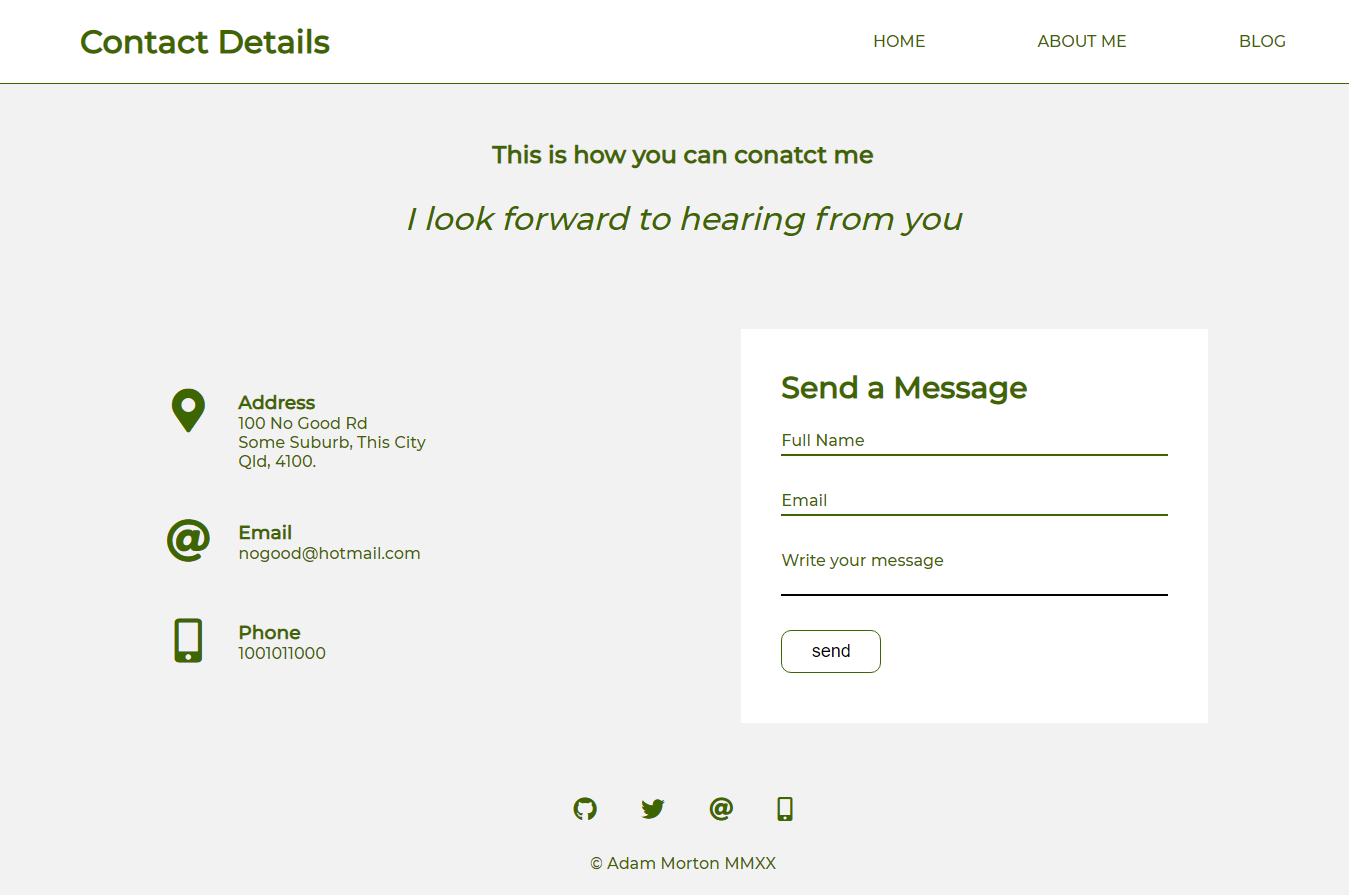 Contact Details
HOME
ABOUT ME
BLOG
This is how you can conatct me
I look forward to hearing from you
Address
100 No Good Rd
Some Suburb, This City
Qld, 4100.
Email
nogood@hotmail.com
Phone
1001011000
Send a Message
Full Name
Email
Write your message
send
© Adam Morton MMXX